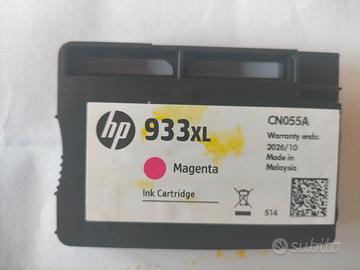 hp 933XL
Magenta
Ink Cartridge
CN055A
Warranty ends:
2026/10
Made in
Malaysia
514
subito